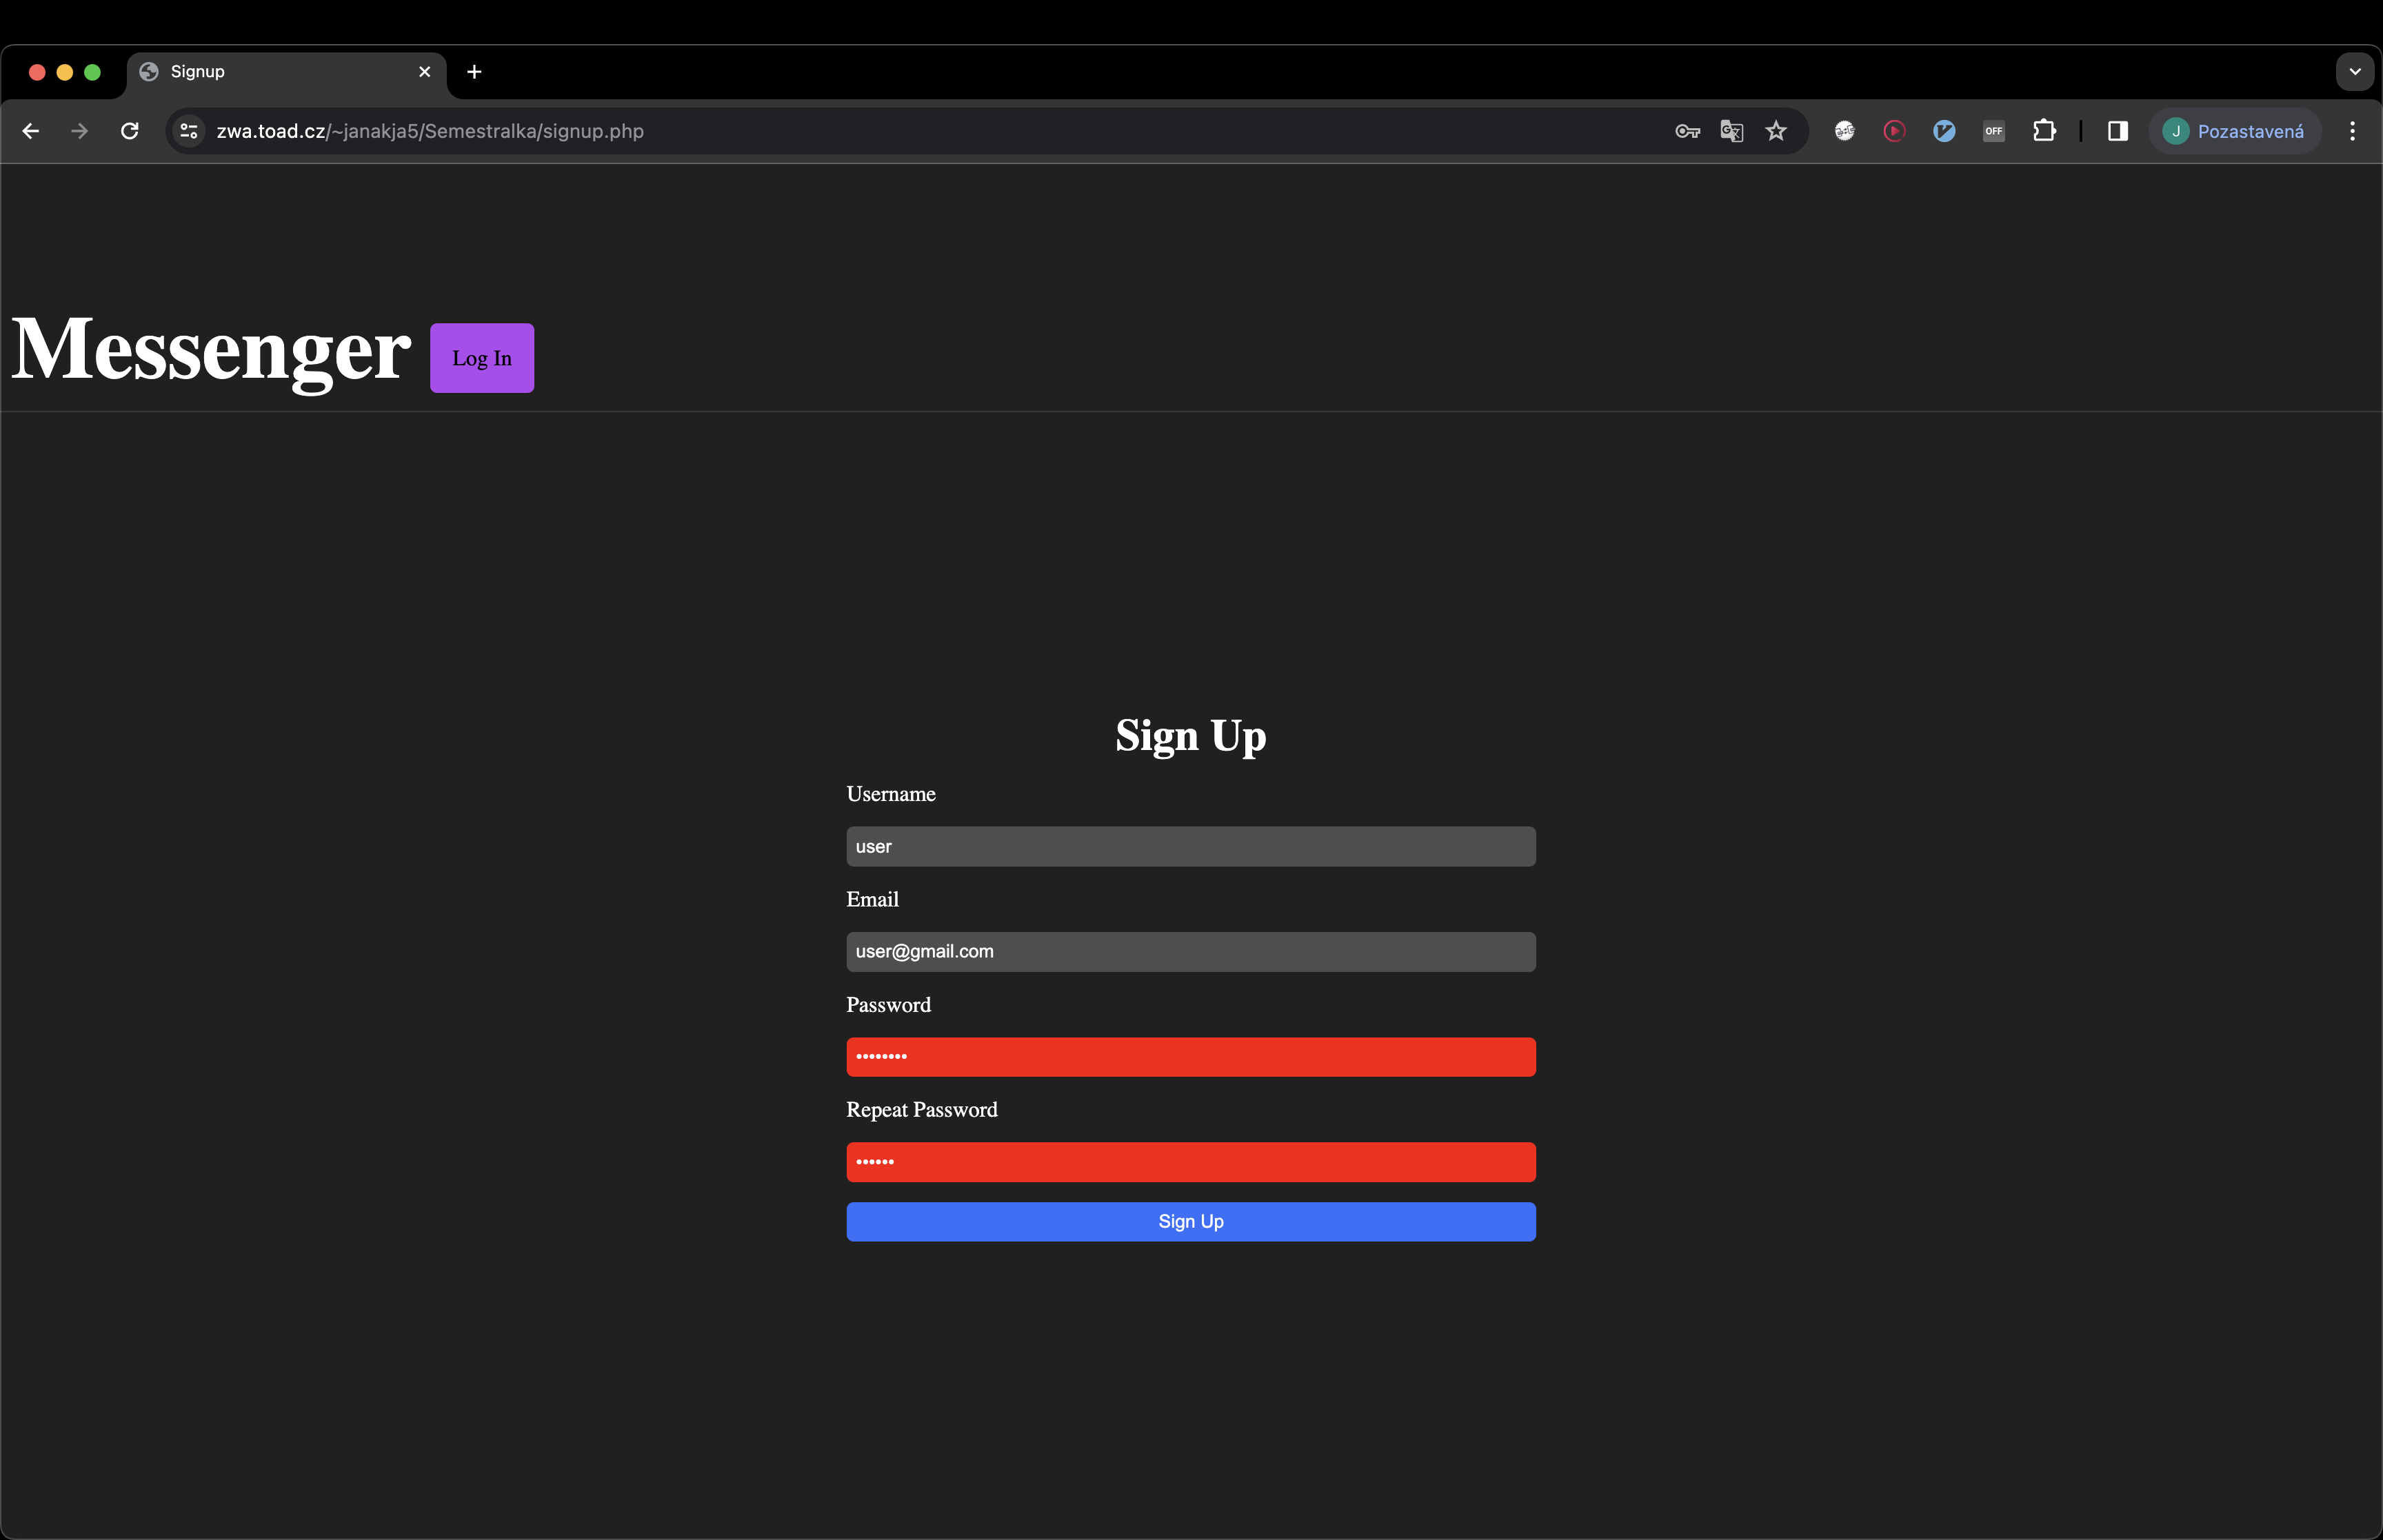 Signup
zwa.toad.cz/~janakja5/Semestralka/signup.php
OFF
J Pozastavená
Messenger Log In
Sign Up
Username
user
Email
user@gmail.com
Password
••••••••
Repeat Password
••••••
Sign Up